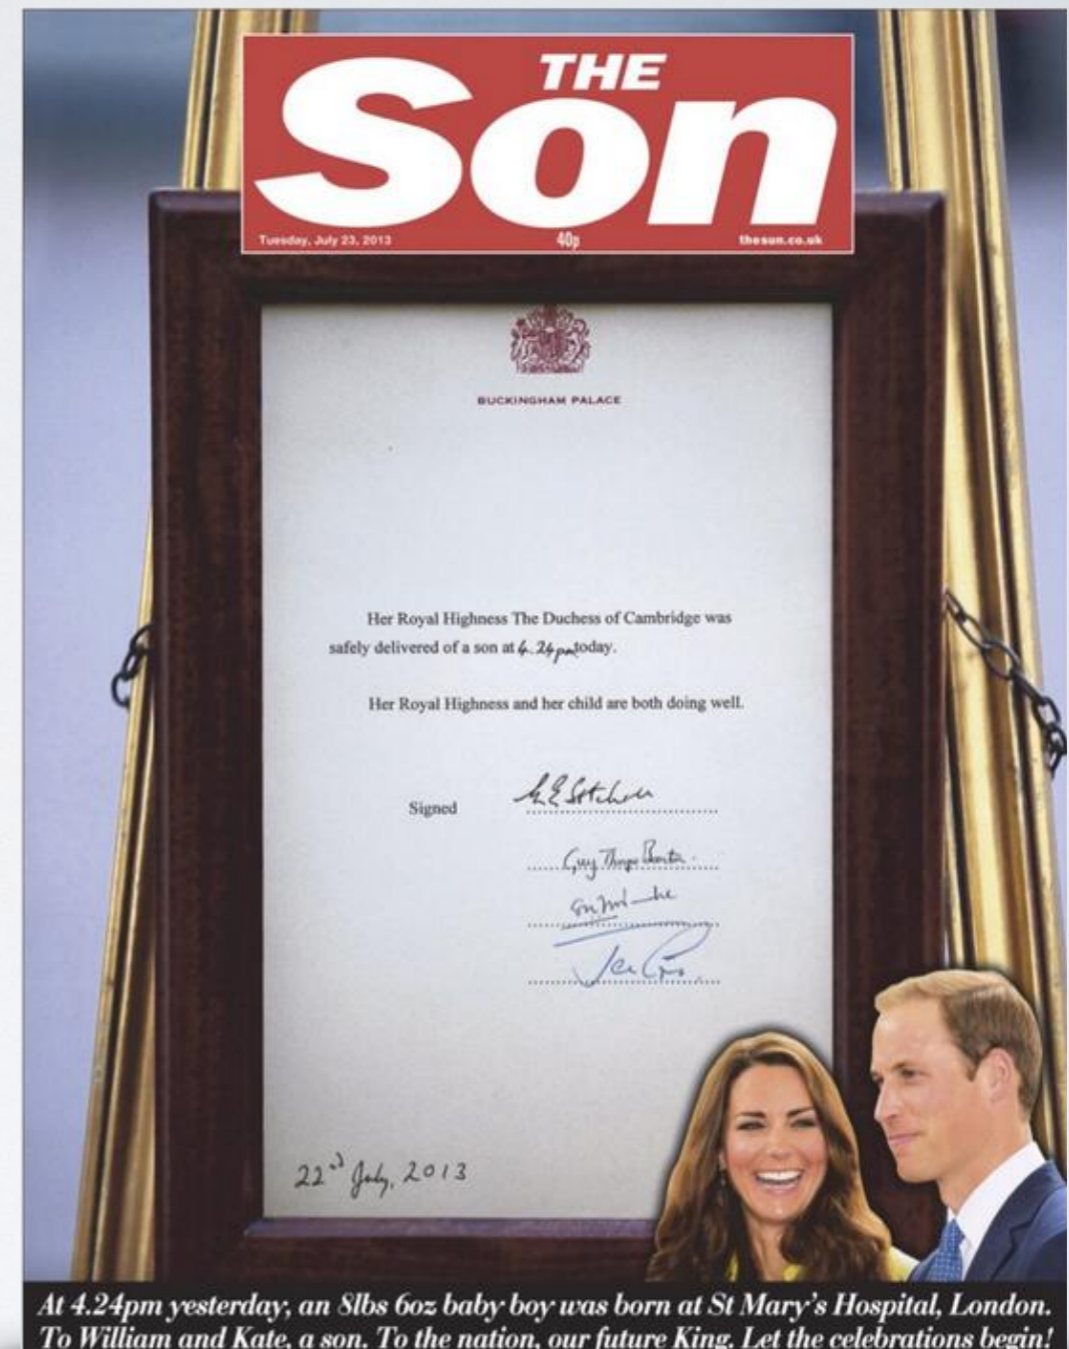 THE
Son
Tuesday, July 23, 2013 40p thesun.co.uk
BUCKINGHAM PALACE
Her Royal Highness The Duchess of Cambridge was
safely delivered of a son at 4.24pm today.
Her Royal Highness and her child are both doing well.
Signed
Guy Thorpe Beeston
22nd July, 2013
At 4.24pm yesterday, an 8lbs 6oz baby boy was born at St Mary's Hospital, London.
To William and Kate, a son. To the nation, our future King. Let the celebrations begin!